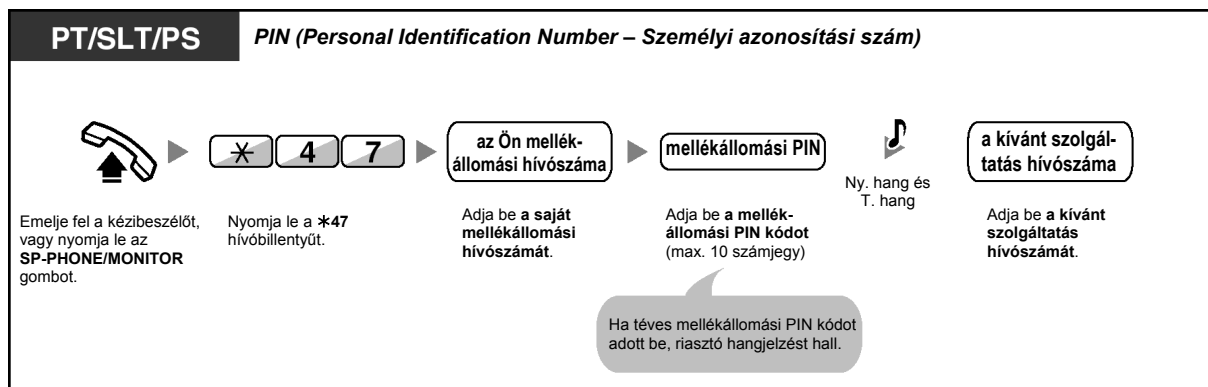 PT/SLT/PS
PIN (Personal Identification Number – Személyi azonosítási szám)
* 4 7
az Ön mellék-
állomási hívószáma
mellékállomási PIN
a kívánt szolgál-
tatás hívószáma
Emelje fel a kézibeszélőt,
vagy nyomja le az
SP-PHONE/MONITOR
gombot.
Nyomja le a *47
hívóbillentyűt.
Adja be a saját
mellékállomási
hívószámát.
Adja be a mellék-
állomási PIN kódot
(max. 10 számjegy)
Ny. hang és
T. hang
Adja be a kívánt
szolgáltatás
hívószámát.
Ha téves mellékállomási PIN kódot
adott be, riasztó hangjelzést hall.